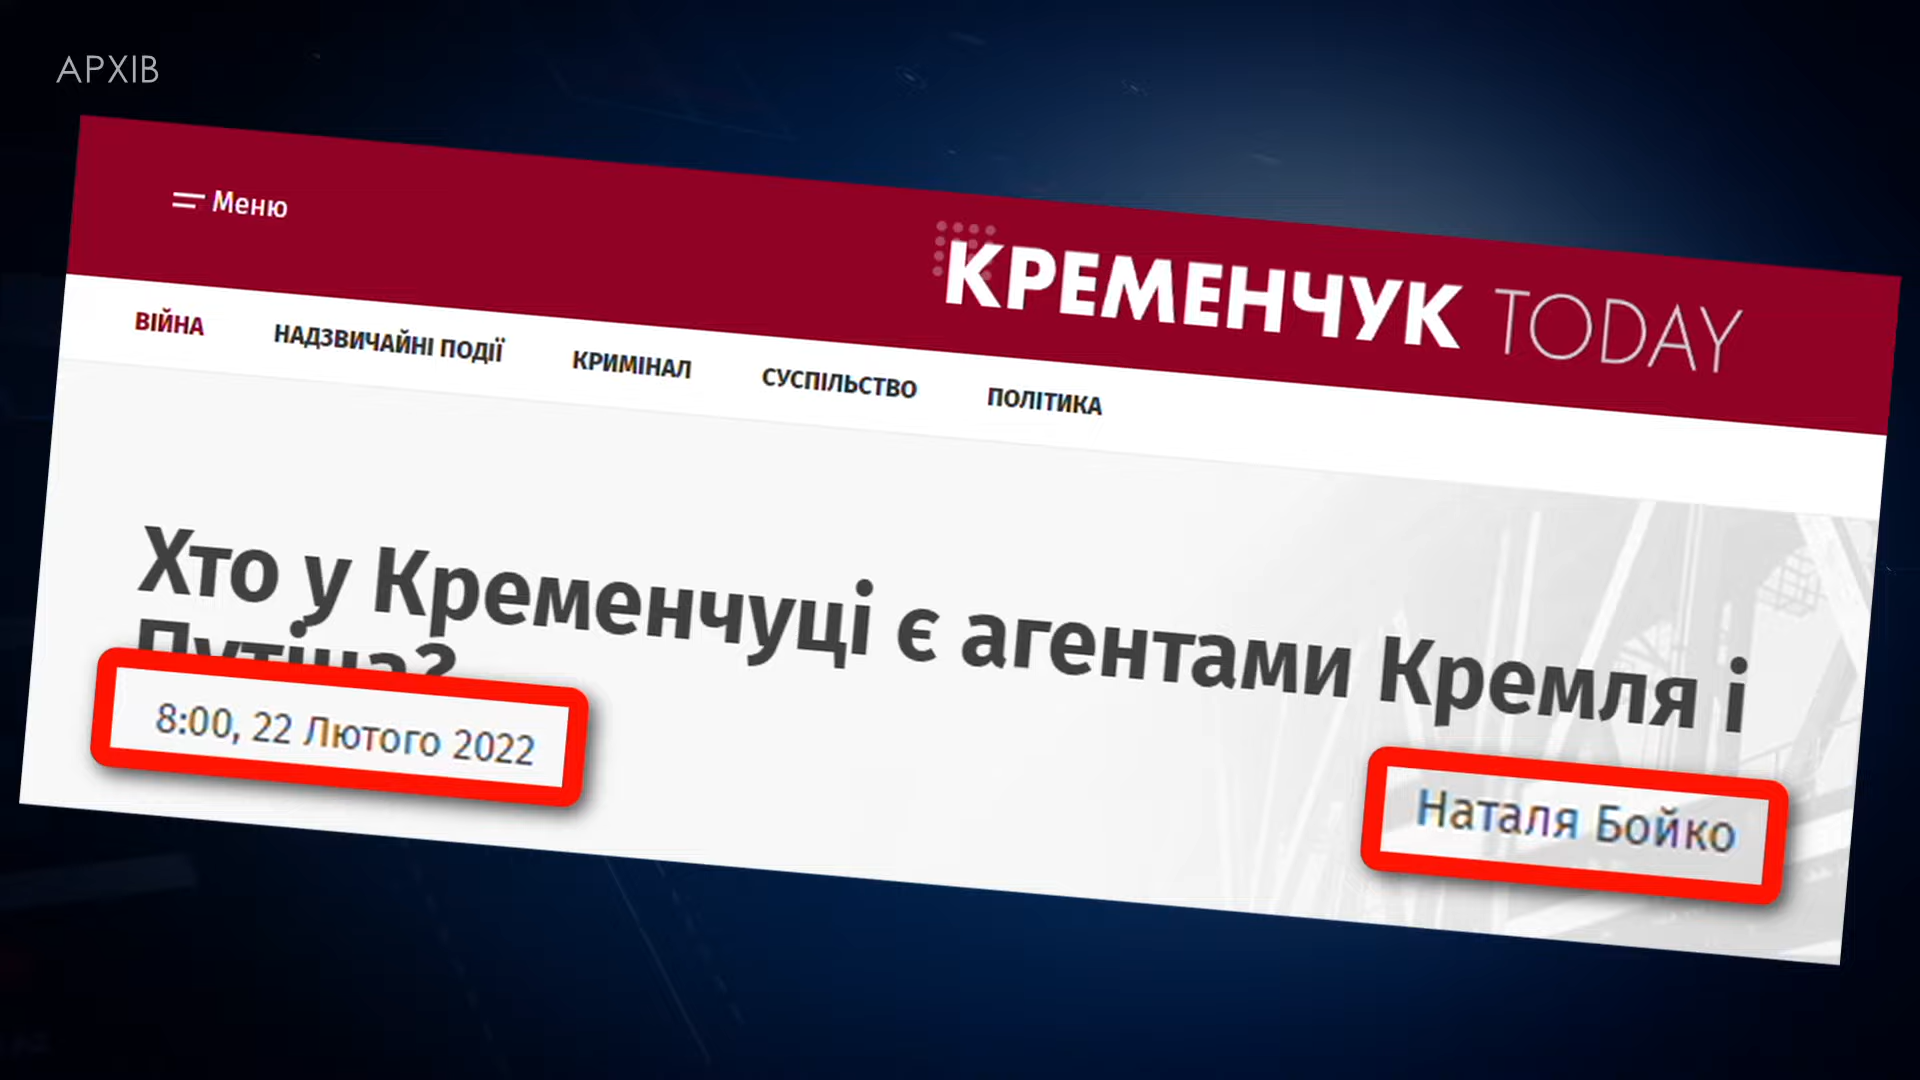 АРХІВ
Меню
КРЕМЕНЧУК TODAY
ВІЙНА НАДЗВИЧАЙНІ ПОДІЇ КРИМІНАЛ СУСПІЛЬСТВО ПОЛІТИКА
Хто у Кременчуці є агентами Кремля і
Путіна?
8:00, 22 Лютого 2022
Наталя Бойко